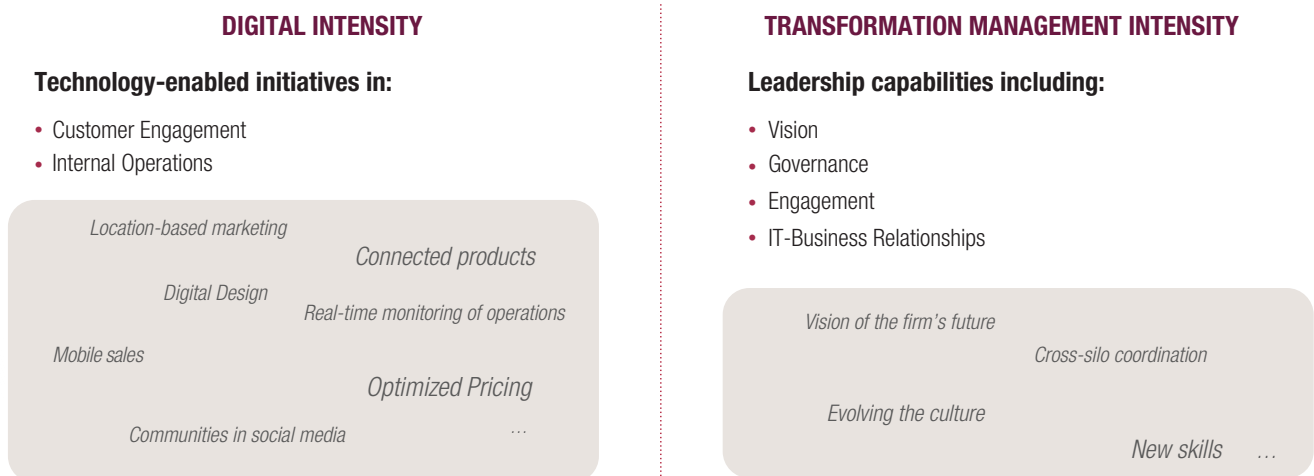 DIGITAL INTENSITY
Technology-enabled initiatives in:
• Customer Engagement
• Internal Operations
Location-based marketing
Connected products
Digital Design
Real-time monitoring of operations
Mobile sales
Optimized Pricing
Communities in social media
...
TRANSFORMATION MANAGEMENT INTENSITY
Leadership capabilities including:
• Vision
• Governance
• Engagement
• IT-Business Relationships
Vision of the firm's future
Cross-silo coordination
Evolving the culture
New skills ...